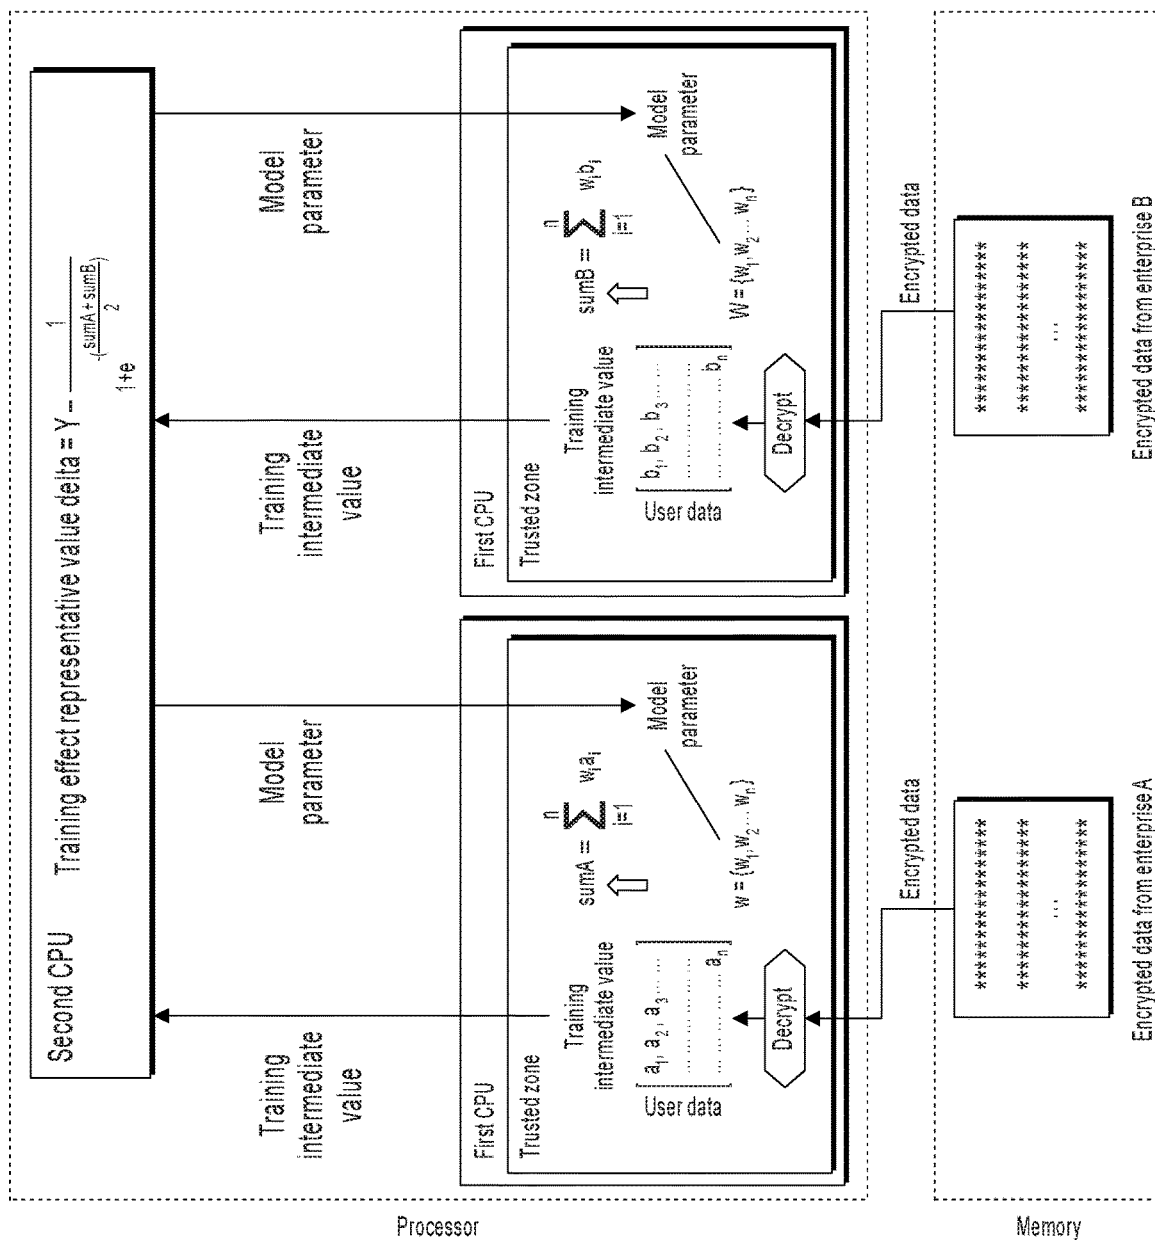 Second CPU
Training effect representative value delta = Y - 1 / 1+e -( sumA + sumB / 2 )
Training
intermediate
value
Model
parameter
Training
intermediate
value
Model
parameter
First CPU
Trusted zone
Training
intermediate value
a1, a2, a3......
..................
.............. an
User data
Decrypt
sumA = n ∑ i=1 wiai
w = {w1, w2... wn}
Model
parameter
First CPU
Trusted zone
Training
intermediate value
b1, b2, b3......
..................
.............. bn
User data
Decrypt
sumB = n ∑ i=1 wibi
W = {w1, w2... wn}
Model
parameter
Processor
Encrypted data
Encrypted data
******************
******************
...
******************
Encrypted data from enterprise A
******************
******************
...
******************
Encrypted data from enterprise B
Memory